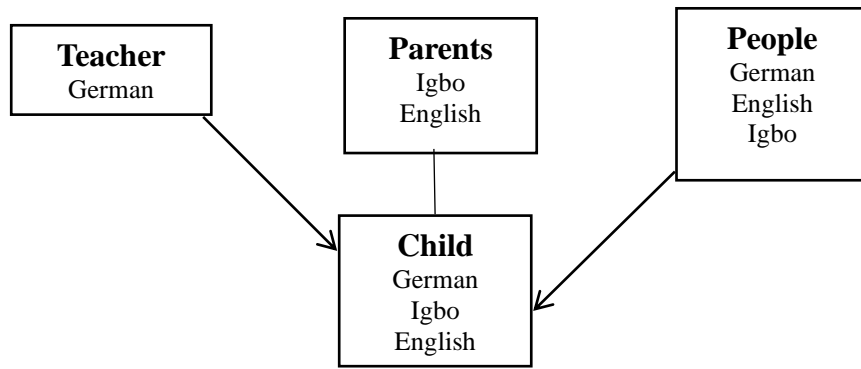 Teacher
German
Parents
Igbo
English
People
German
English
Igbo
Child
German
Igbo
English